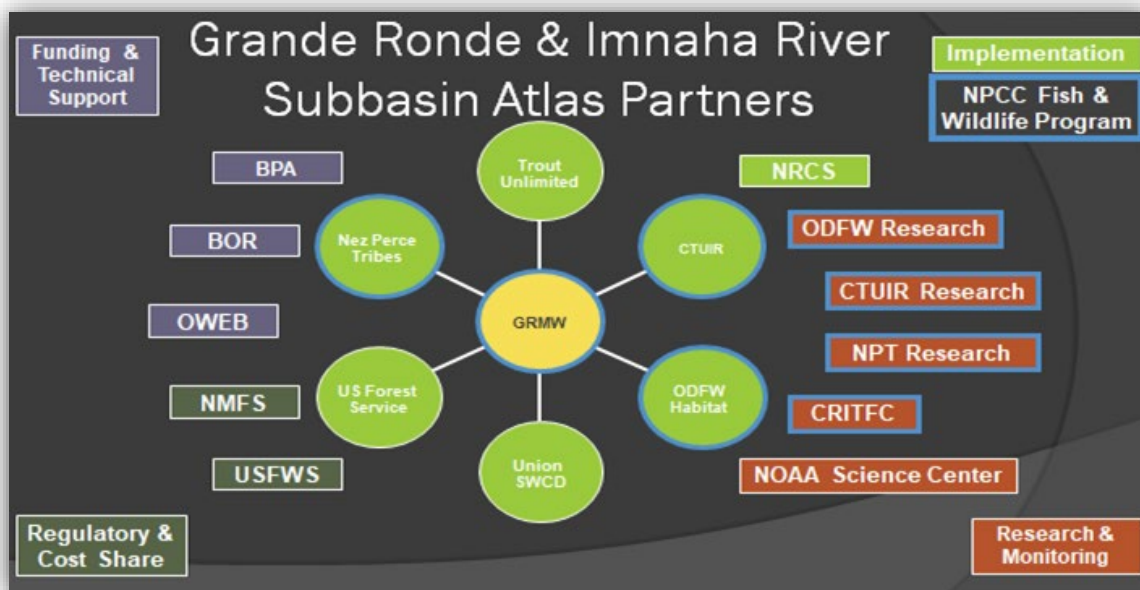 Grande Ronde & Imnaha River
Subbasin Atlas Partners
Funding &
Technical
Support
Implementation
NPCC Fish &
Wildlife Program
BPA
BOR
OWEB
NMFS
USFWS
Regulatory &
Cost Share
Trout
Unlimited
Nez Perce
Tribes
CTUIR
GRMW
US Forest
Service
ODFW
Habitat
Union
SWCD
NRCS
ODFW Research
CTUIR Research
NPT Research
CRITFC
NOAA Science Center
Research &
Monitoring